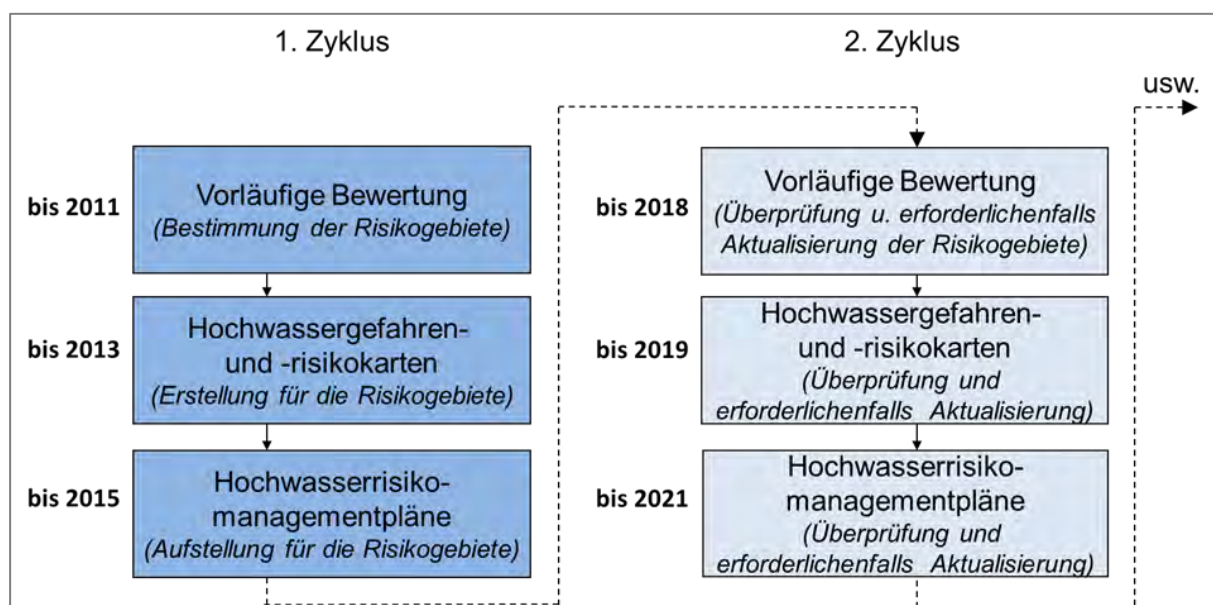 1. Zyklus
bis 2011
Vorläufige Bewertung
(Bestimmung der Risikogebiete)
bis 2013
Hochwassergefahren-
und -risikokarten
(Erstellung für die Risikogebiete)
bis 2015
Hochwasserrisiko-
managementpläne
(Aufstellung für die Risikogebiete)
2. Zyklus
usw.
bis 2018
Vorläufige Bewertung
(Überprüfung u. erforderlichenfalls
Aktualisierung der Risikogebiete)
bis 2019
Hochwassergefahren-
und -risikokarten
(Überprüfung und
erforderlichenfalls Aktualisierung)
bis 2021
Hochwasserrisiko-
managementpläne
(Überprüfung und
erforderlichenfalls Aktualisierung)